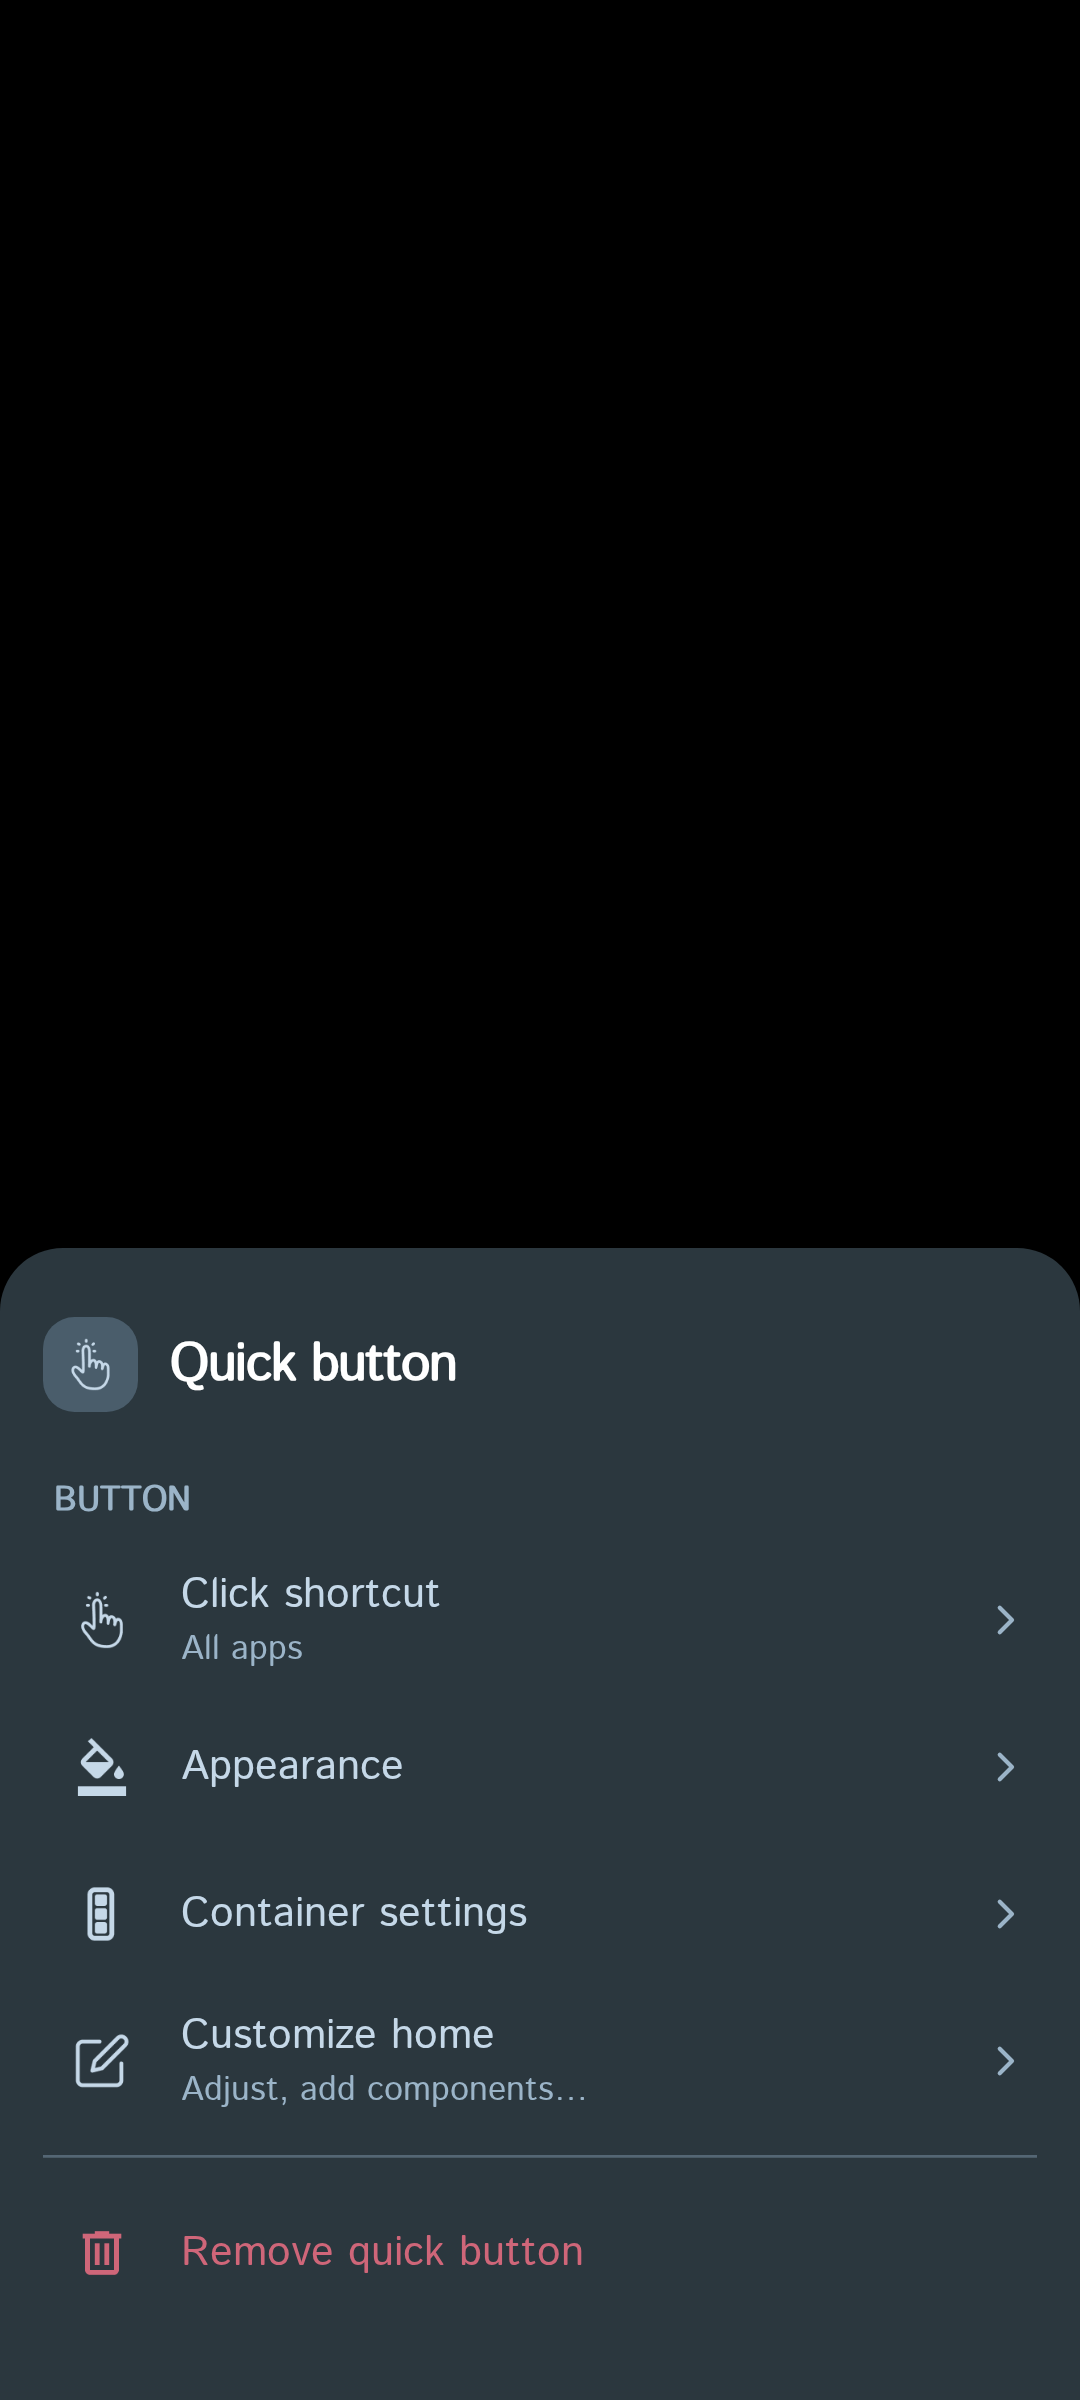 Quick button
BUTTON
Click shortcut
All apps
Appearance
Container settings
Customize home
Adjust, add components...
Remove quick button